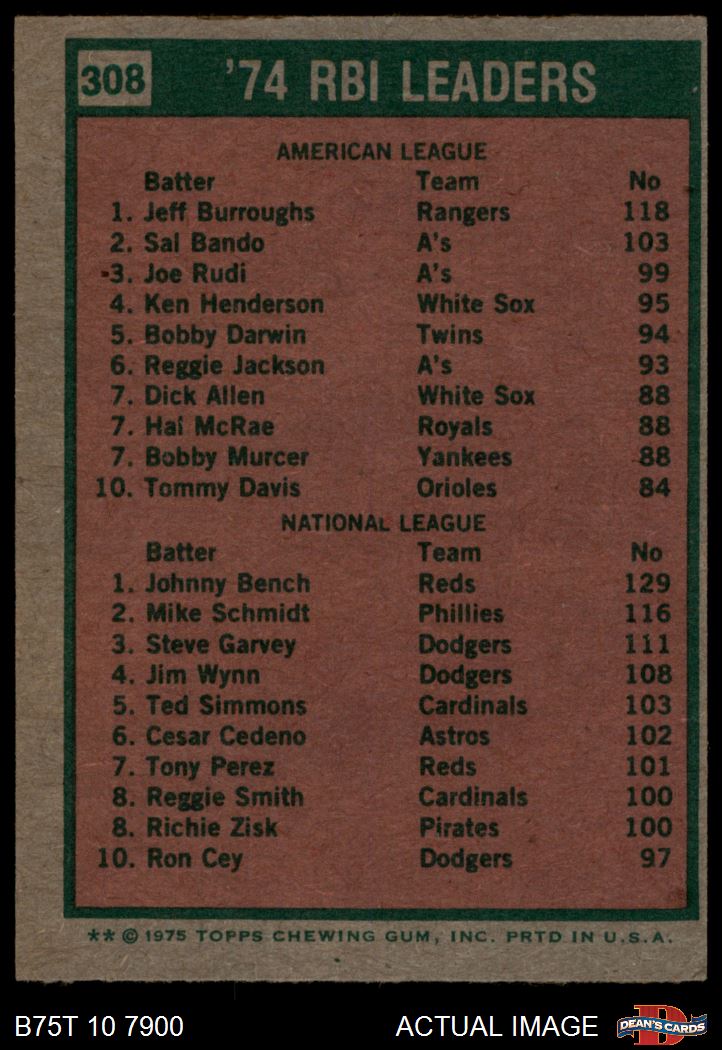 308 '74 RBI LEADERS
AMERICAN LEAGUE
Batter Team No
1. Jeff Burroughs Rangers 118
2. Sal Bando A's 103
3. Joe Rudi A's 99
4. Ken Henderson White Sox 95
5. Bobby Darwin Twins 94
6. Reggie Jackson A's 93
7. Dick Allen White Sox 88
7. Hal McRae Royals 88
7. Bobby Murcer Yankees 88
10. Tommy Davis Orioles 84
NATIONAL LEAGUE
Batter Team No
1. Johnny Bench Reds 129
2. Mike Schmidt Phillies 116
3. Steve Garvey Dodgers 111
4. Jim Wynn Dodgers 108
5. Ted Simmons Cardinals 103
6. Cesar Cedeno Astros 102
7. Tony Perez Reds 101
8. Reggie Smith Cardinals 100
8. Richie Zisk Pirates 100
10. Ron Cey Dodgers 97
** © 1975 TOPPS CHEWING GUM, INC. PRTD IN U.S.A.
B75T 10 7900 ACTUAL IMAGE D DEAN'S CARDS